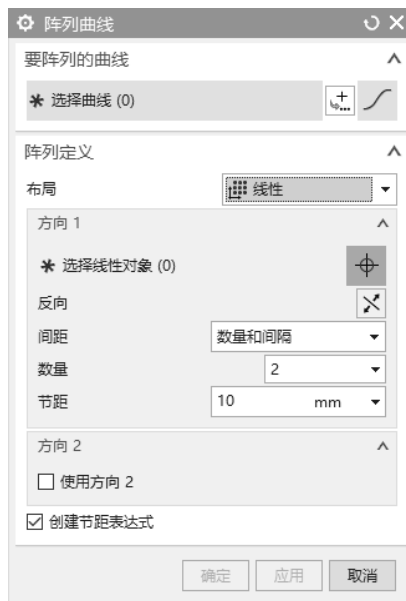 阵列曲线
要阵列的曲线
* 选择曲线 (0)
阵列定义
布局 线性
方向 1
* 选择线性对象 (0)
反向
间距 数量和间隔
数量 2
节距 10 mm
方向 2
使用方向 2
创建节距表达式
确定 应用 取消